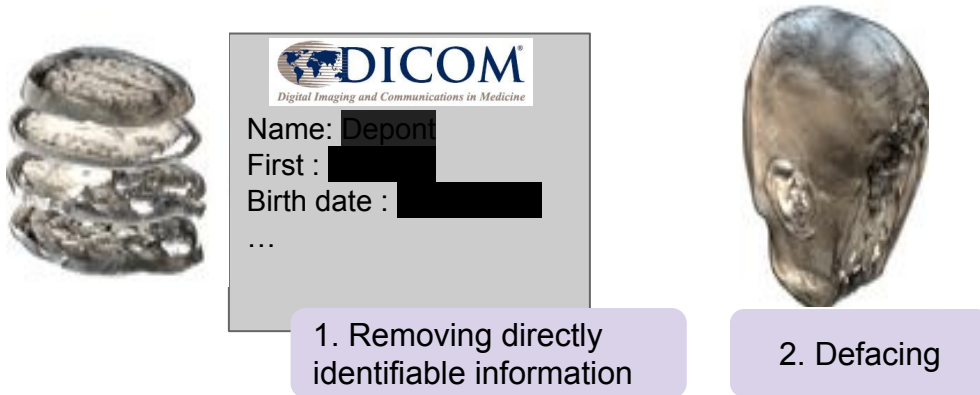 DICOM®
Digital Imaging and Communications in Medicine
Name: Depont
First :
Birth date :
…
1. Removing directly
identifiable information
2. Defacing